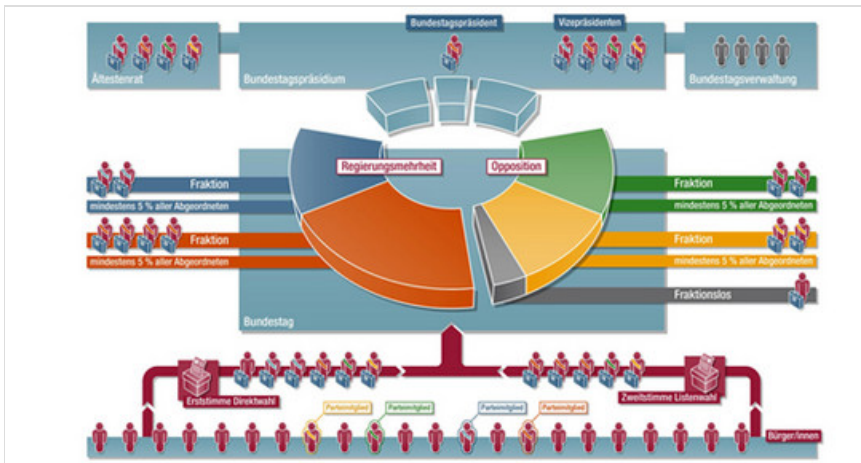 Bundestagspräsident
Vizepräsidenten
Ältestenrat
Bundestagspräsidium
Bundestagsverwaltung
Regierungsmehrheit
Opposition
Fraktion
mindestens 5 % aller Abgeordneten
Fraktion
mindestens 5 % aller Abgeordneten
Fraktion
mindestens 5 % aller Abgeordneten
Fraktion
mindestens 5 % aller Abgeordneten
Fraktionslos
Bundestag
Erststimme Direktwahl
Zweitstimme Listenwahl
Parteimitglied
Parteimitglied
Parteimitglied
Parteimitglied
Bürger/innen